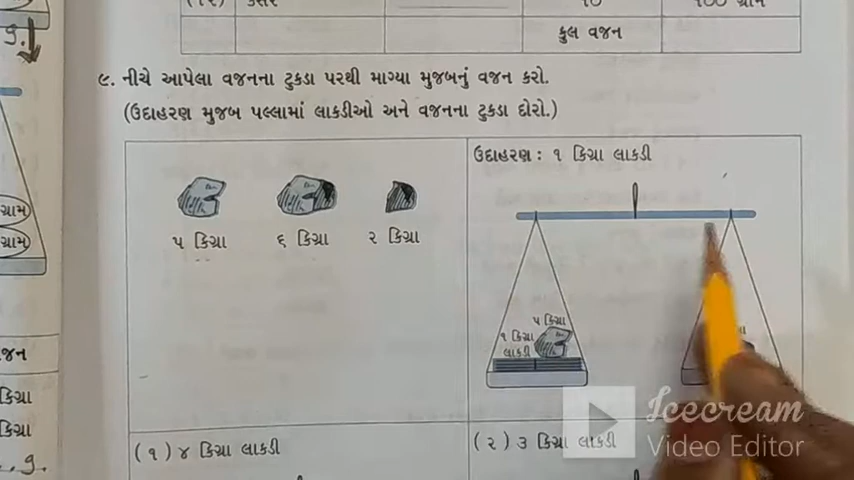 કુલ વજન
૯. નીચે આપેલા વજનના ટુકડા પરથી માગ્યા મુજબનું વજન કરો.
(ઉદાહરણ મુજબ પલ્લામાં લાકડીઓ અને વજનના ટુકડા દોરો.)
ઉદાહરણ : ૧ કિગ્રા લાકડી
૫ કિગ્રા ૬ કિગ્રા ૨ કિગ્રા
૫ કિગ્રા
૧ કિગ્રા
લાકડી
ગ્રામ
ગ્રામ
કિગ્રા
કિગ્રા
(૧) ૪ કિગ્રા લાકડી
(૨) ૩ કિગ્રા લાકડી
Icecream
Video Editor